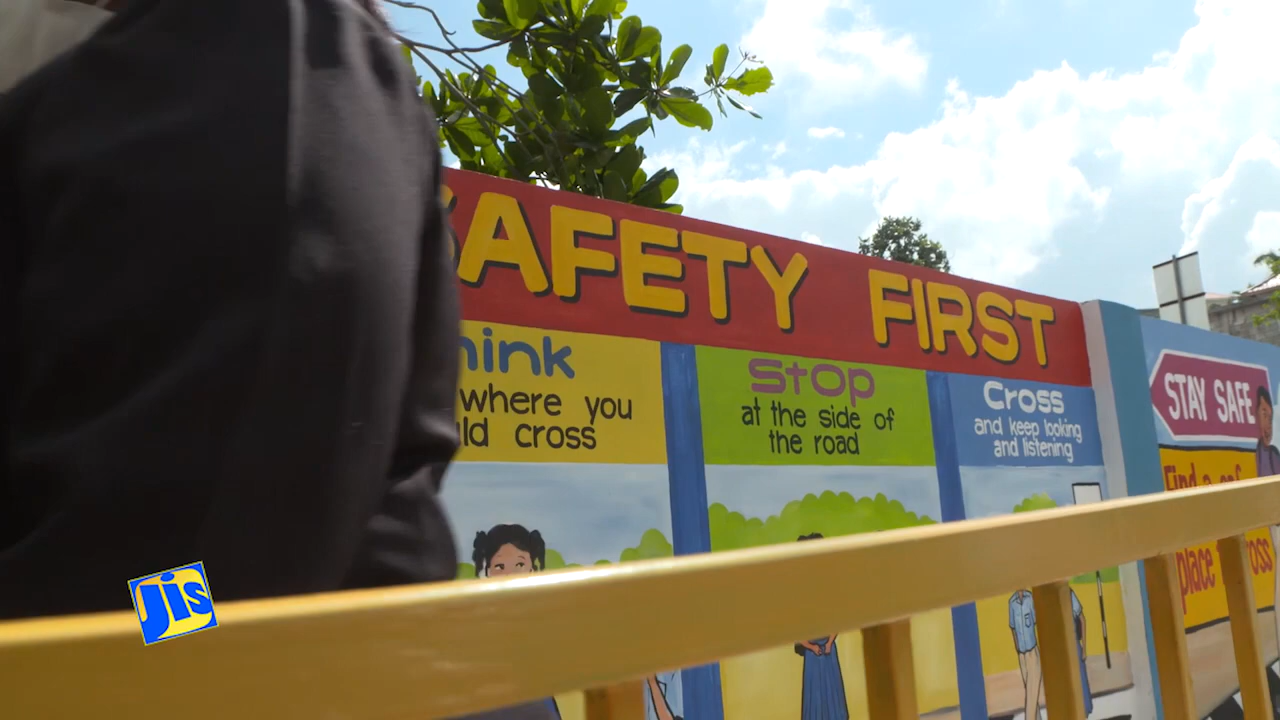 SAFETY FIRST
where you
cross
Stop
at the side of
the road
Cross
and keep looking
and listening
STAY SAFE
Find a
place
JIS